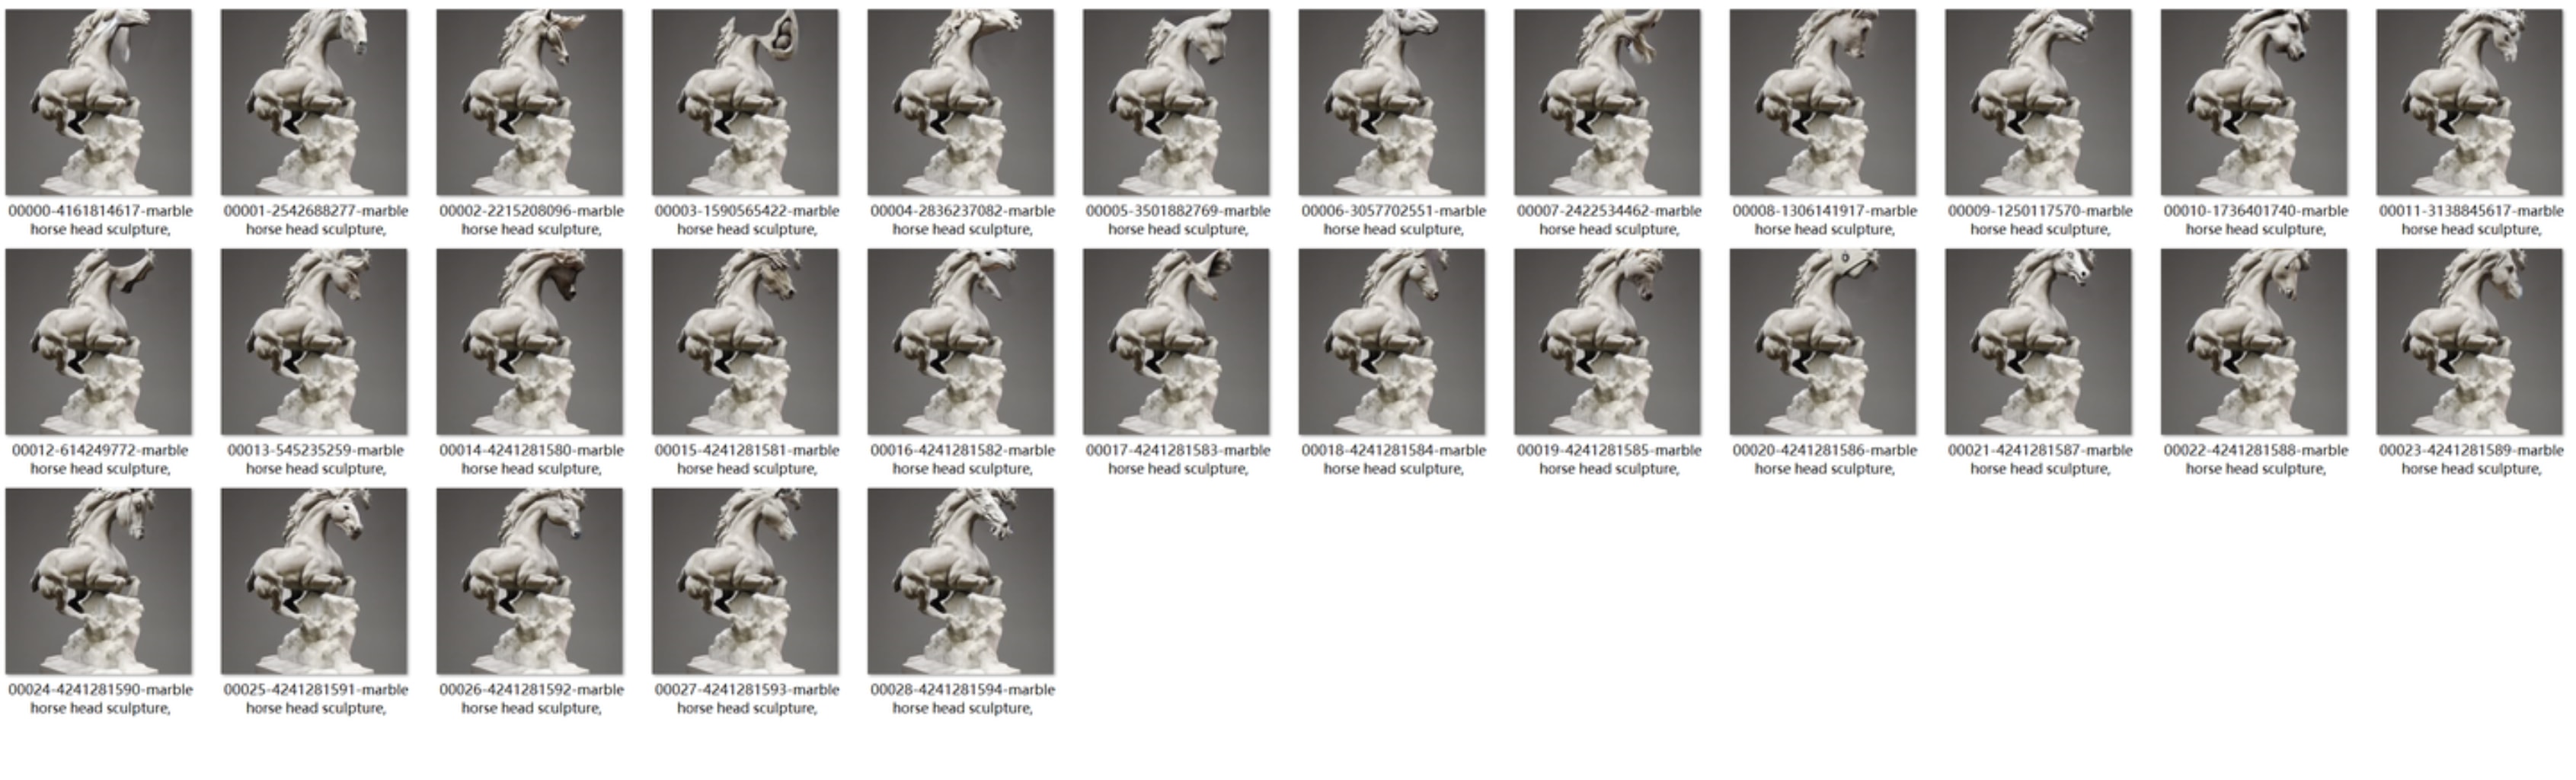 00000-4161814617-marble
horse head sculpture,
00001-2542688277-marble
horse head sculpture,
00002-2215208096-marble
horse head sculpture,
00003-1590565422-marble
horse head sculpture,
00004-2836237082-marble
horse head sculpture,
00005-3501882769-marble
horse head sculpture,
00006-3057702551-marble
horse head sculpture,
00007-2422534462-marble
horse head sculpture,
00008-1306141917-marble
horse head sculpture,
00009-1250117570-marble
horse head sculpture,
00010-1736401740-marble
horse head sculpture,
00011-3138845617-marble
horse head sculpture,
00012-614249772-marble
horse head sculpture,
00013-545235259-marble
horse head sculpture,
00014-4241281580-marble
horse head sculpture,
00015-4241281581-marble
horse head sculpture,
00016-4241281582-marble
horse head sculpture,
00017-4241281583-marble
horse head sculpture,
00018-4241281584-marble
horse head sculpture,
00019-4241281585-marble
horse head sculpture,
00020-4241281586-marble
horse head sculpture,
00021-4241281587-marble
horse head sculpture,
00022-4241281588-marble
horse head sculpture,
00023-4241281589-marble
horse head sculpture,
00024-4241281590-marble
horse head sculpture,
00025-4241281591-marble
horse head sculpture,
00026-4241281592-marble
horse head sculpture,
00027-4241281593-marble
horse head sculpture,
00028-4241281594-marble
horse head sculpture,